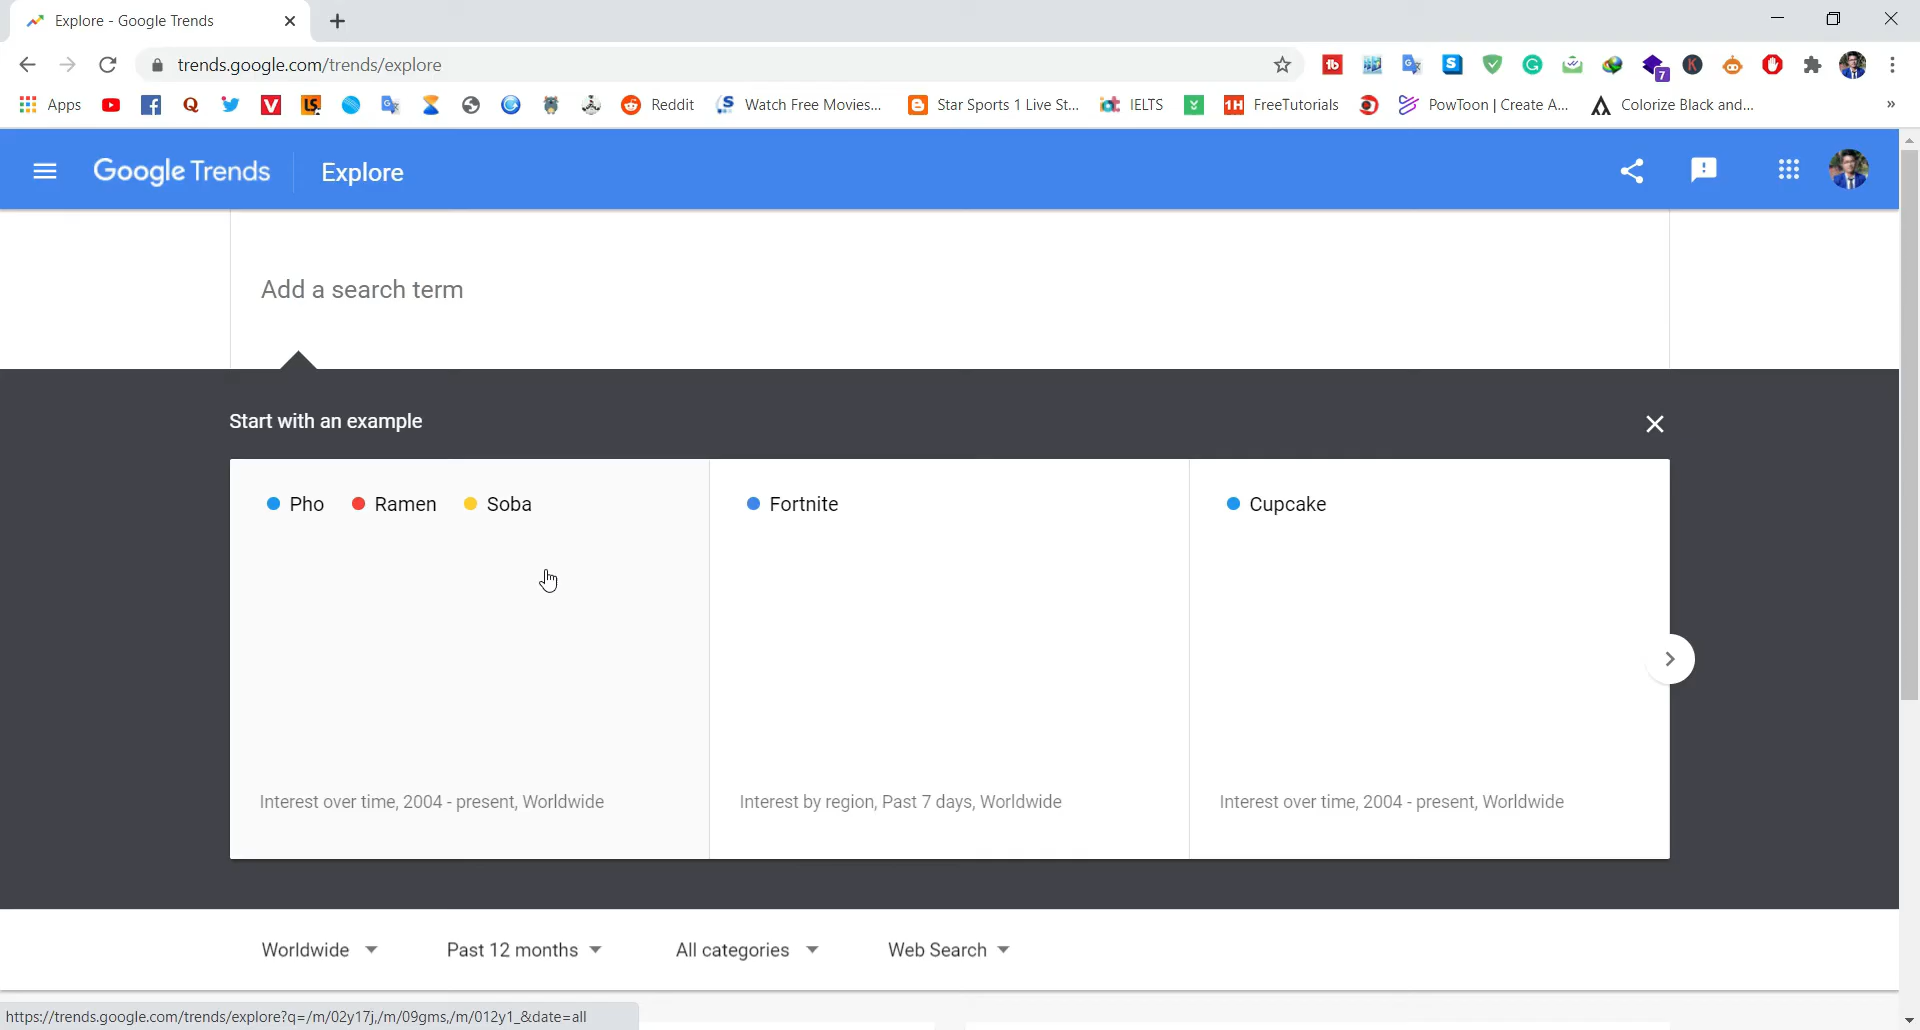 Explore - Google Trends
trends.google.com/trends/explore
7
Apps Reddit Watch Free Movies... Star Sports 1 Live St... IELTS 1H FreeTutorials PowToon | Create A... Colorize Black and... »
Google Trends Explore
Add a search term
Start with an example
Pho Ramen Soba
Fortnite
Cupcake
Interest over time, 2004 - present, Worldwide
Interest by region, Past 7 days, Worldwide
Interest over time, 2004 - present, Worldwide
Worldwide Past 12 months All categories Web Search
https://trends.google.com/trends/explore?q=/m/02y17j,/m/09gms,/m/012y1_&date=all